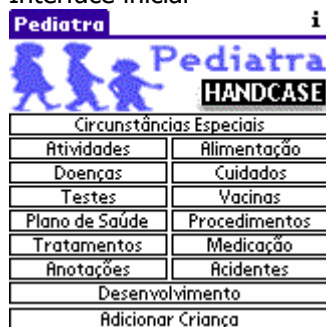 Interface inicial
Pediatra i
Pediatra
HANDCASE
Circunstâncias Especiais
Atividades Alimentação
Doenças Cuidados
Testes Vacinas
Plano de Saúde Procedimentos
Tratamentos Medicação
Anotações Acidentes
Desenvolvimento
Adicionar Criança